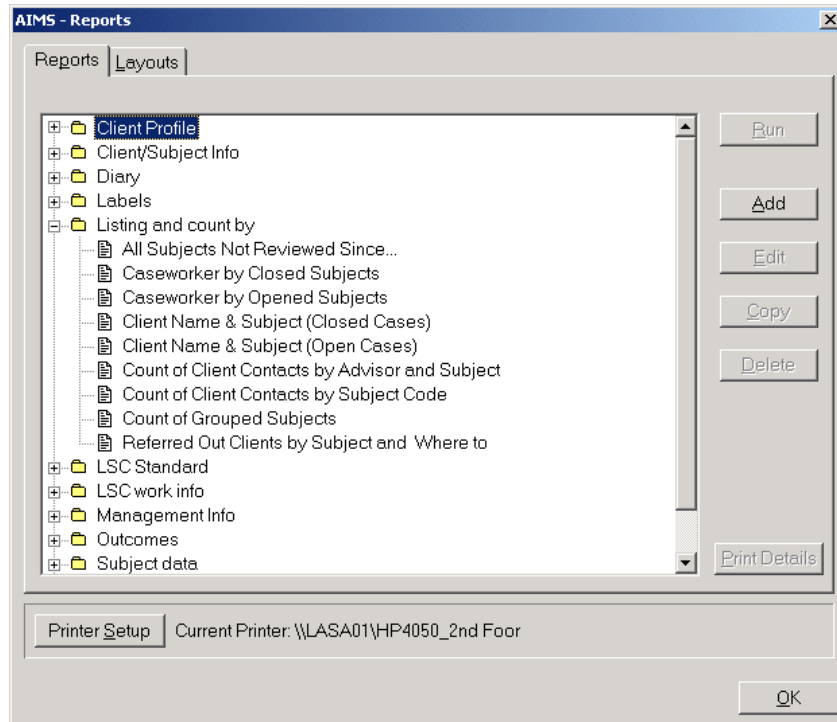 AIMS - Reports
Reports Layouts
Client Profile
Client/Subject Info
Diary
Labels
Listing and count by
All Subjects Not Reviewed Since...
Caseworker by Closed Subjects
Caseworker by Opened Subjects
Client Name & Subject (Closed Cases)
Client Name & Subject (Open Cases)
Count of Client Contacts by Advisor and Subject
Count of Client Contacts by Subject Code
Count of Grouped Subjects
Referred Out Clients by Subject and Where to
LSC Standard
LSC work info
Management Info
Outcomes
Subject data
Run
Add
Edit
Copy
Delete
Print Details
Printer Setup Current Printer: \\LASA01\HP4050_2nd Foor
OK